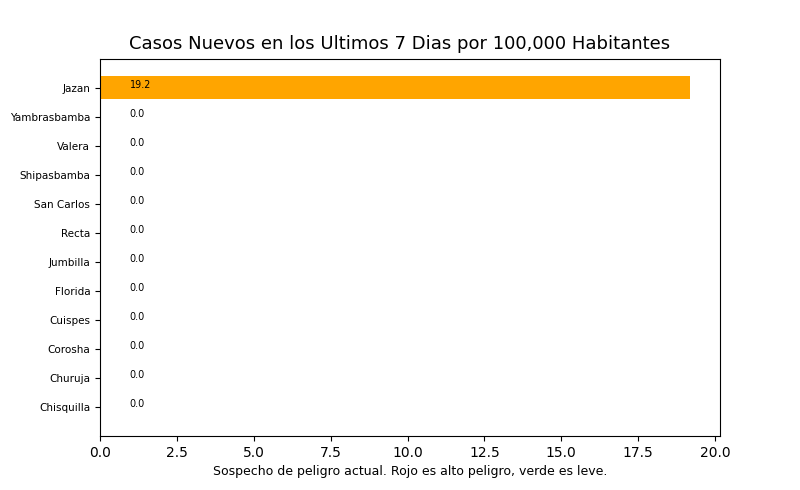 Casos Nuevos en los Ultimos 7 Dias por 100,000 Habitantes
Jazan 19.2
Yambrasbamba 0.0
Valera 0.0
Shipasbamba 0.0
San Carlos 0.0
Recta 0.0
Jumbilla 0.0
Florida 0.0
Cuispes 0.0
Corosha 0.0
Churuja 0.0
Chisquilla 0.0
0.0 2.5 5.0 7.5 10.0 12.5 15.0 17.5 20.0
Sospecho de peligro actual. Rojo es alto peligro, verde es leve.